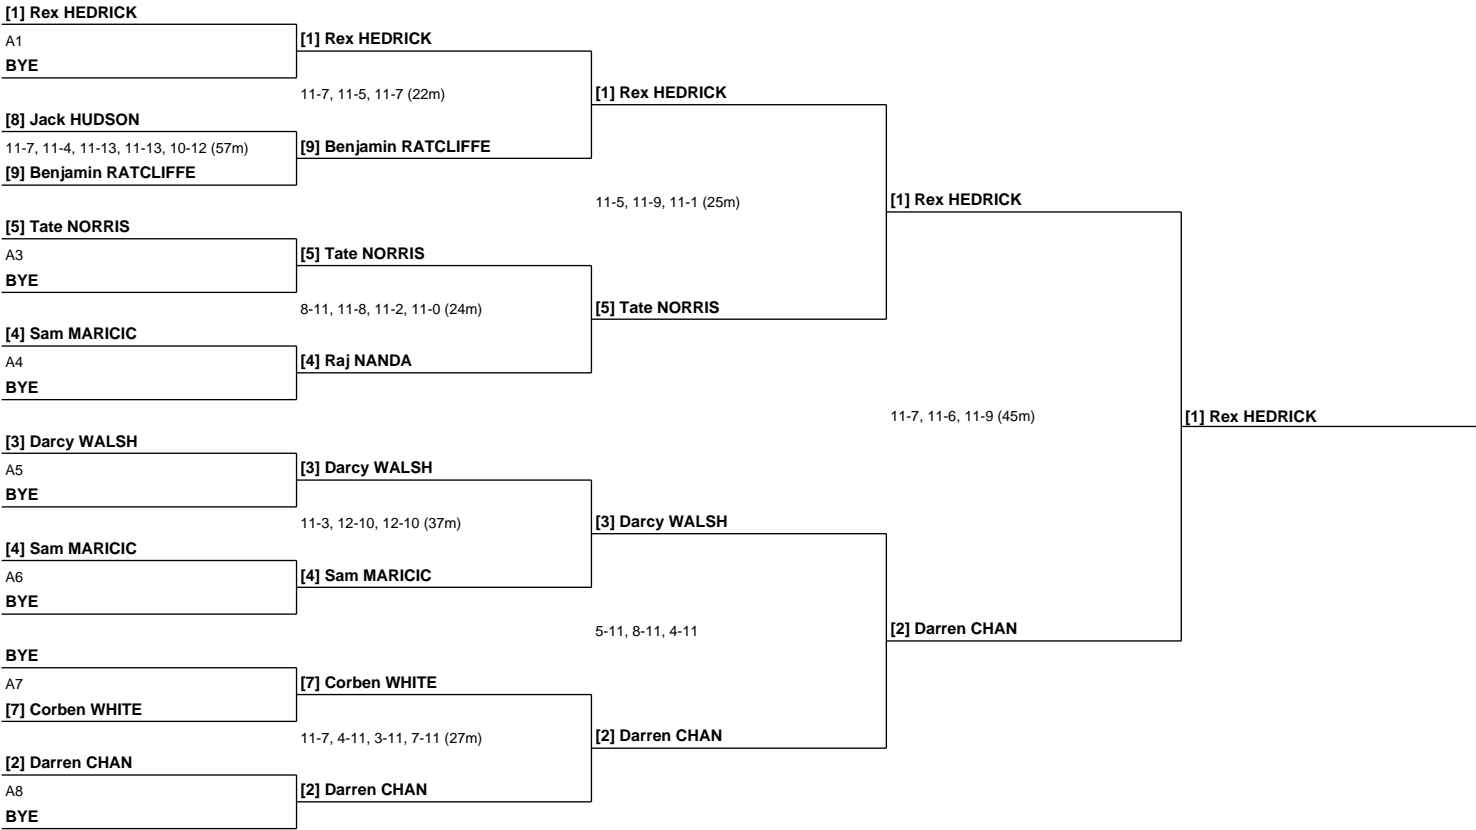 [1] Rex HEDRICK
A1
BYE
[8] Jack HUDSON
11-7, 11-4, 11-13, 11-13, 10-12 (57m)
[9] Benjamin RATCLIFFE
[5] Tate NORRIS
A3
BYE
[4] Sam MARICIC
A4
BYE
[3] Darcy WALSH
A5
BYE
[4] Sam MARICIC
A6
BYE
BYE
A7
[7] Corben WHITE
[2] Darren CHAN
A8
BYE
[1] Rex HEDRICK
11-7, 11-5, 11-7 (22m)
[9] Benjamin RATCLIFFE
[5] Tate NORRIS
8-11, 11-8, 11-2, 11-0 (24m)
[4] Raj NANDA
[3] Darcy WALSH
11-3, 12-10, 12-10 (37m)
[4] Sam MARICIC
[7] Corben WHITE
11-7, 4-11, 3-11, 7-11 (27m)
[2] Darren CHAN
[1] Rex HEDRICK
11-5, 11-9, 11-1 (25m)
[5] Tate NORRIS
[3] Darcy WALSH
5-11, 8-11, 4-11
[2] Darren CHAN
[1] Rex HEDRICK
11-7, 11-6, 11-9 (45m)
[2] Darren CHAN
[1] Rex HEDRICK